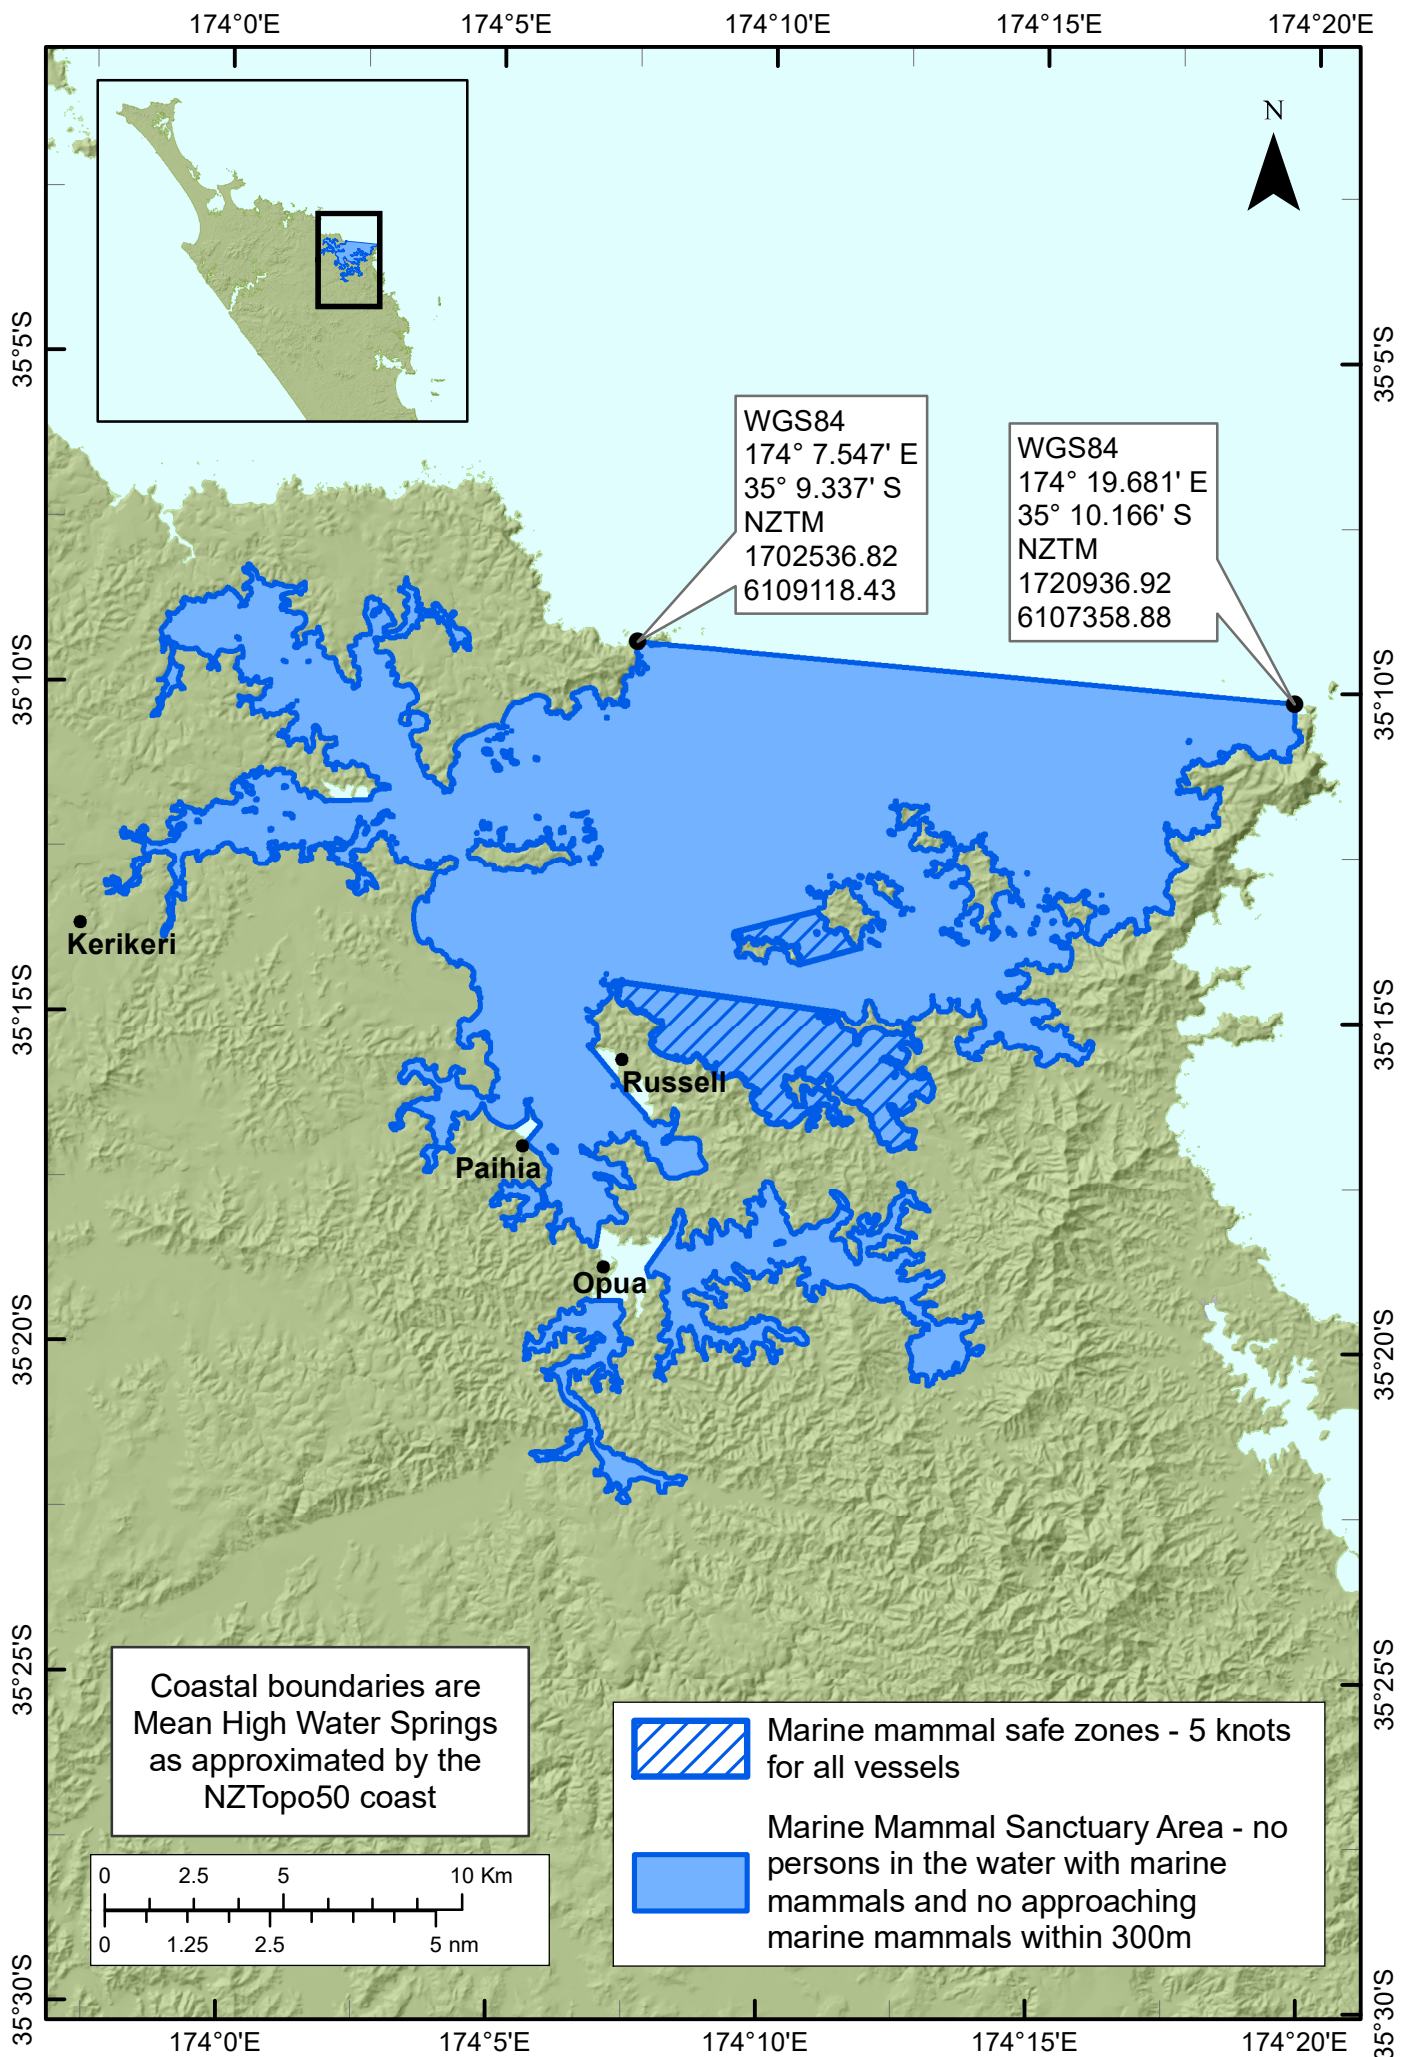 174°0'E
174°5'E
174°10'E
174°15'E
174°20'E
N
35°5'S
35°5'S
WGS84
174° 7.547' E
35° 9.337' S
NZTM
1702536.82
6109118.43
WGS84
174° 19.681' E
35° 10.166' S
NZTM
1720936.92
6107358.88
35°10'S
35°10'S
Kerikeri
35°15'S
35°15'S
Russell
Paihia
Opua
35°20'S
35°20'S
35°25'S
35°25'S
Coastal boundaries are
Mean High Water Springs
as approximated by the
NZTopo50 coast
Marine mammal safe zones - 5 knots
for all vessels
Marine Mammal Sanctuary Area - no
persons in the water with marine
mammals and no approaching
marine mammals within 300m
0 2.5 5 10 Km
0 1.25 2.5 5 nm
35°30'S
35°30'S
174°0'E
174°5'E
174°10'E
174°15'E
174°20'E